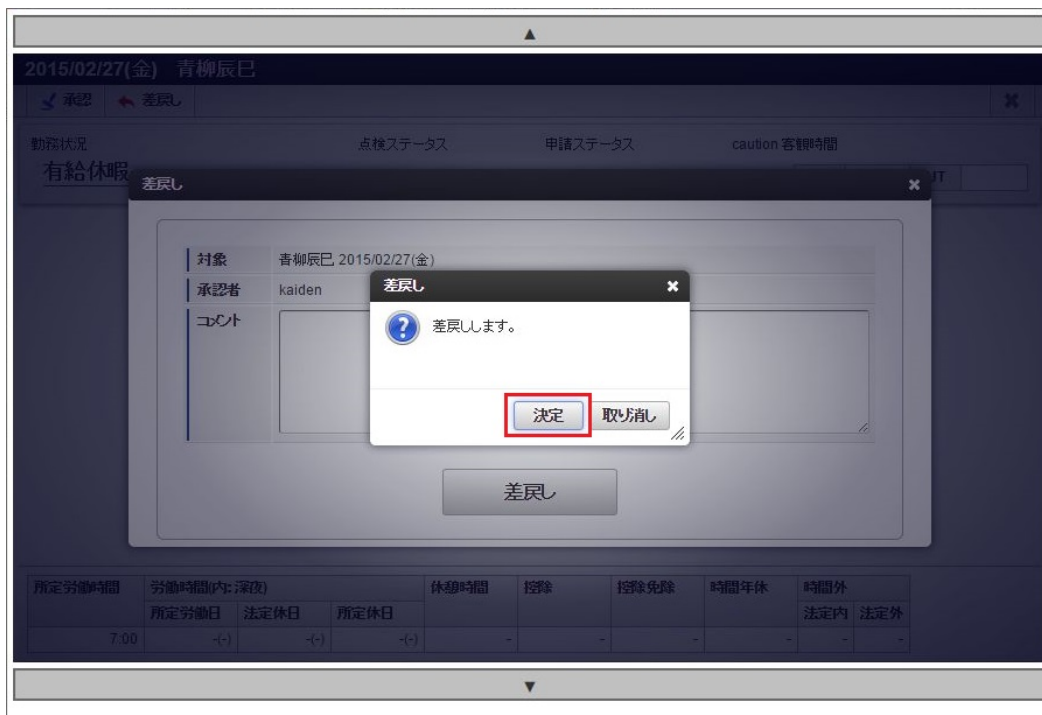 ▲
2015/02/27(金) 青柳辰巳
承認 差戻し
勤務状況 点検ステータス 申請ステータス caution 客観時間
有給休暇
差戻し
対象 青柳辰巳 2015/02/27(金)
承認者 kaiden
コメント
差戻し
差戻しします。
決定 取り消し
差戻し
所定労働時間 労働時間(内:深夜) 休憩時間 控除 控除免除 時間年休 時間外
所定労働日 法定休日 所定休日 法定内 法定外
7:00 -(-) -(-) -(-) - - - - - -
▼